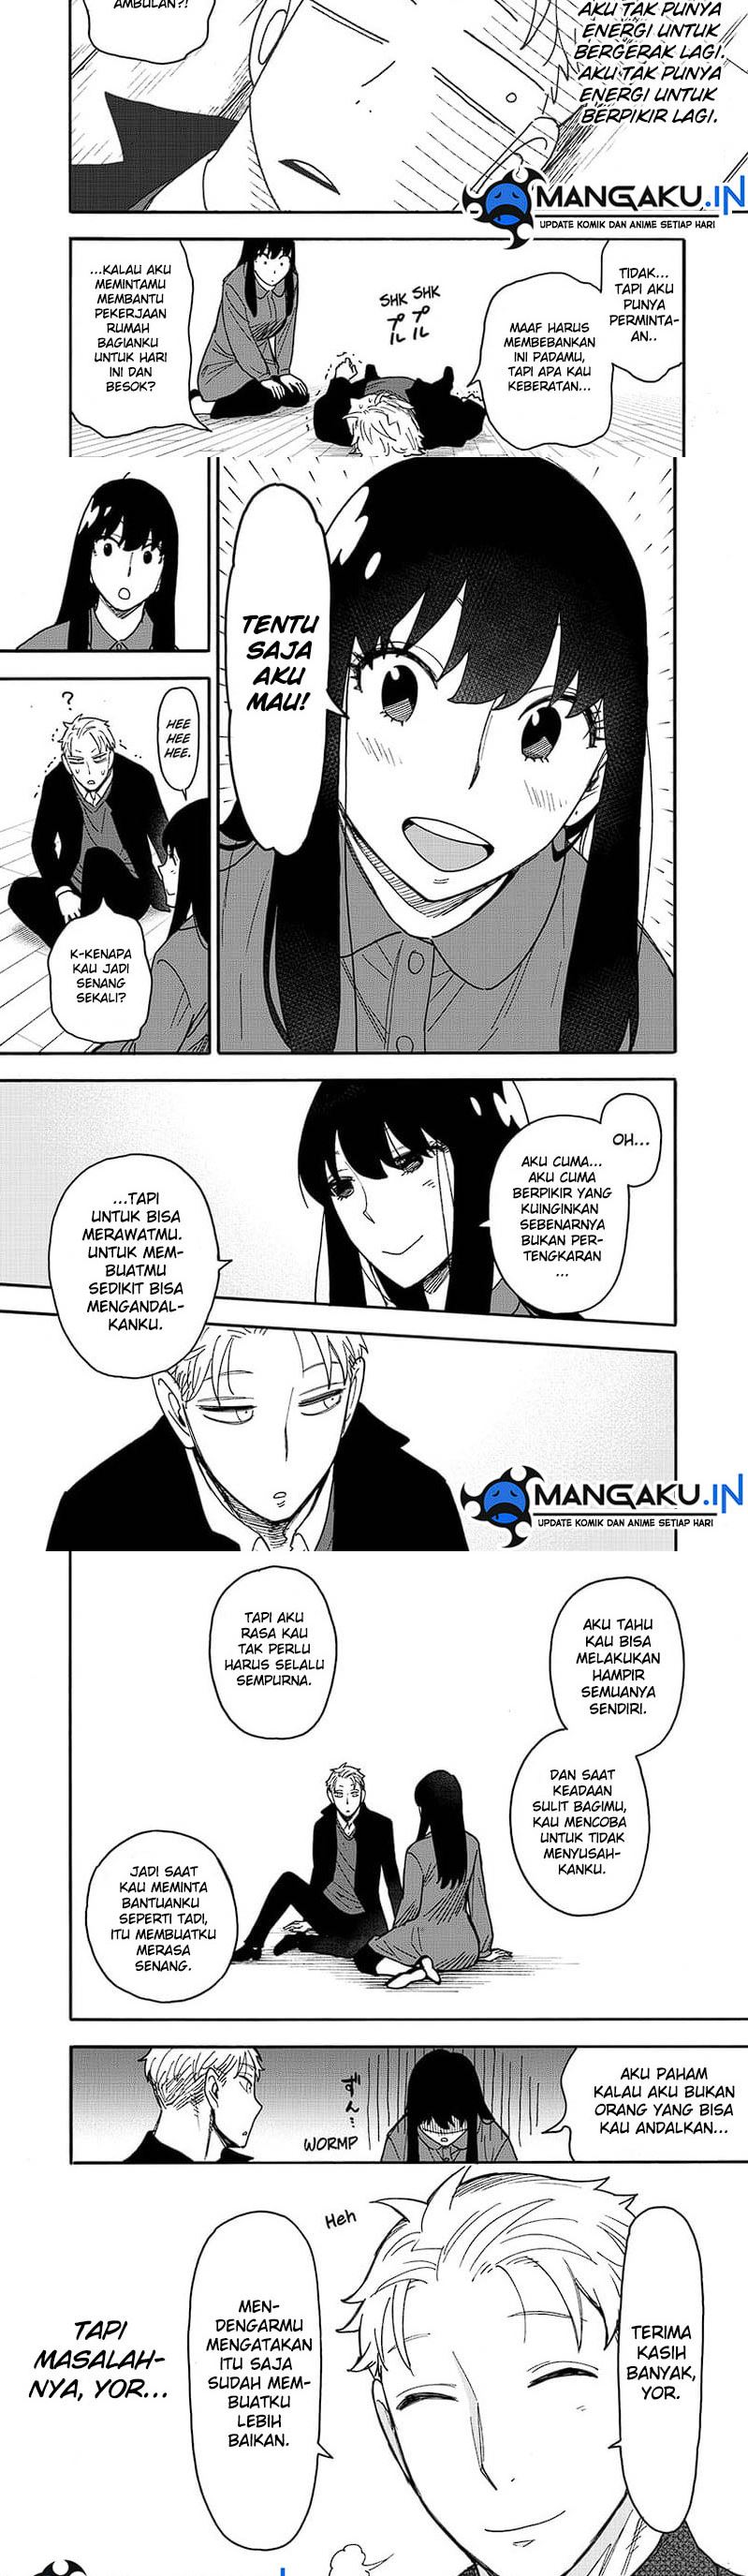 AKU TAK PUNYA
ENERGI UNTUK
BERGERAK LAGI.
AKU TAK PUNYA
ENERGI UNTUK
BERPIKIR LAGI.
AMBULAN?!
MANGAKU.IN
UPDATE KOMIK DAN ANIME SETIAP HARI
TIDAK...
TAPI AKU
PUNYA
PERMINTA-
AN..
MAAF HARUS
MEMBEBANKAN
INI PADAMU,
TAPI APA KAU
KEBERATAN...
SHK SHK
プルプル
...KALAU AKU
MEMINTAMU
MEMBANTU
PEKERJAAN
RUMAH
BAGIANKU
UNTUK HARI
INI DAN
BESOK?
TENTU
SAJA
AKU
MAU!
?
HEE
HEE
HEE.
K-KENAPA
KAU JADI
SENANG
SEKALI?
OH...
AKU CUMA...
AKU CUMA
BERPIKIR YANG
KUINGINKAN
SEBENARNYA
BUKAN PER-
TENGKARAN
...
...TAPI
UNTUK BISA
MERAWATMU.
UNTUK MEM-
BUATMU
SEDIKIT BISA
MENGANDAL-
KANKU.
MANGAKU.IN
UPDATE KOMIK DAN ANIME SETIAP HARI
AKU TAHU
KAU BISA
MELAKUKAN
HAMPIR
SEMUANYA
SENDIRI.
DAN SAAT
KEADAAN
SULIT BAGIMU,
KAU MENCOBA
UNTUK TIDAK
MENYUSAH-
KANKU.
TAPI AKU
RASA KAU
TAK PERLU
HARUS SELALU
SEMPURNA.
JADI SAAT
KAU MEMINTA
BANTUANKU
SEPERTI TADI,
ITU MEMBUATKU
MERASA
SENANG.
AKU PAHAM
KALAU AKU BUKAN
ORANG YANG BISA
KAU ANDALKAN...
ずん…
WORMP
Heh
TERIMA
KASIH
BANYAK,
YOR.
MEN-
DENGARMU
MENGATAKAN
ITU SAJA
SUDAH MEM-
BUATKU
LEBIH
BAIKAN.
TAPI
MASALAH-
NYA, YOR...